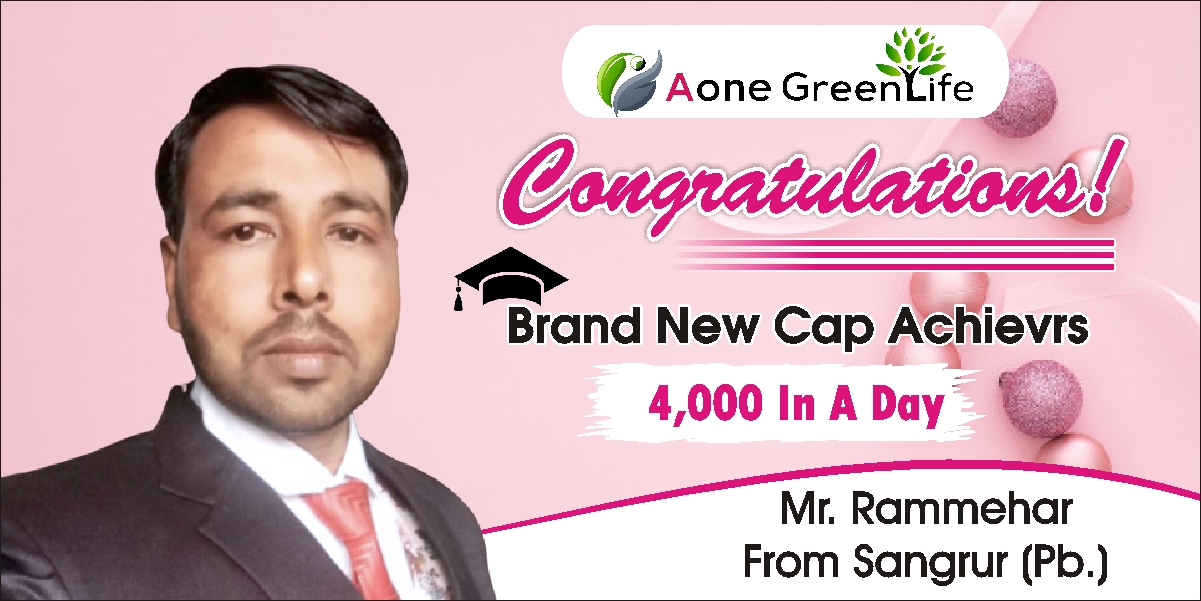 Aone GreenLife
Congratulations!
Brand New Cap Achievrs
4,000 In A Day
Mr. Rammehar
From Sangrur (Pb.)